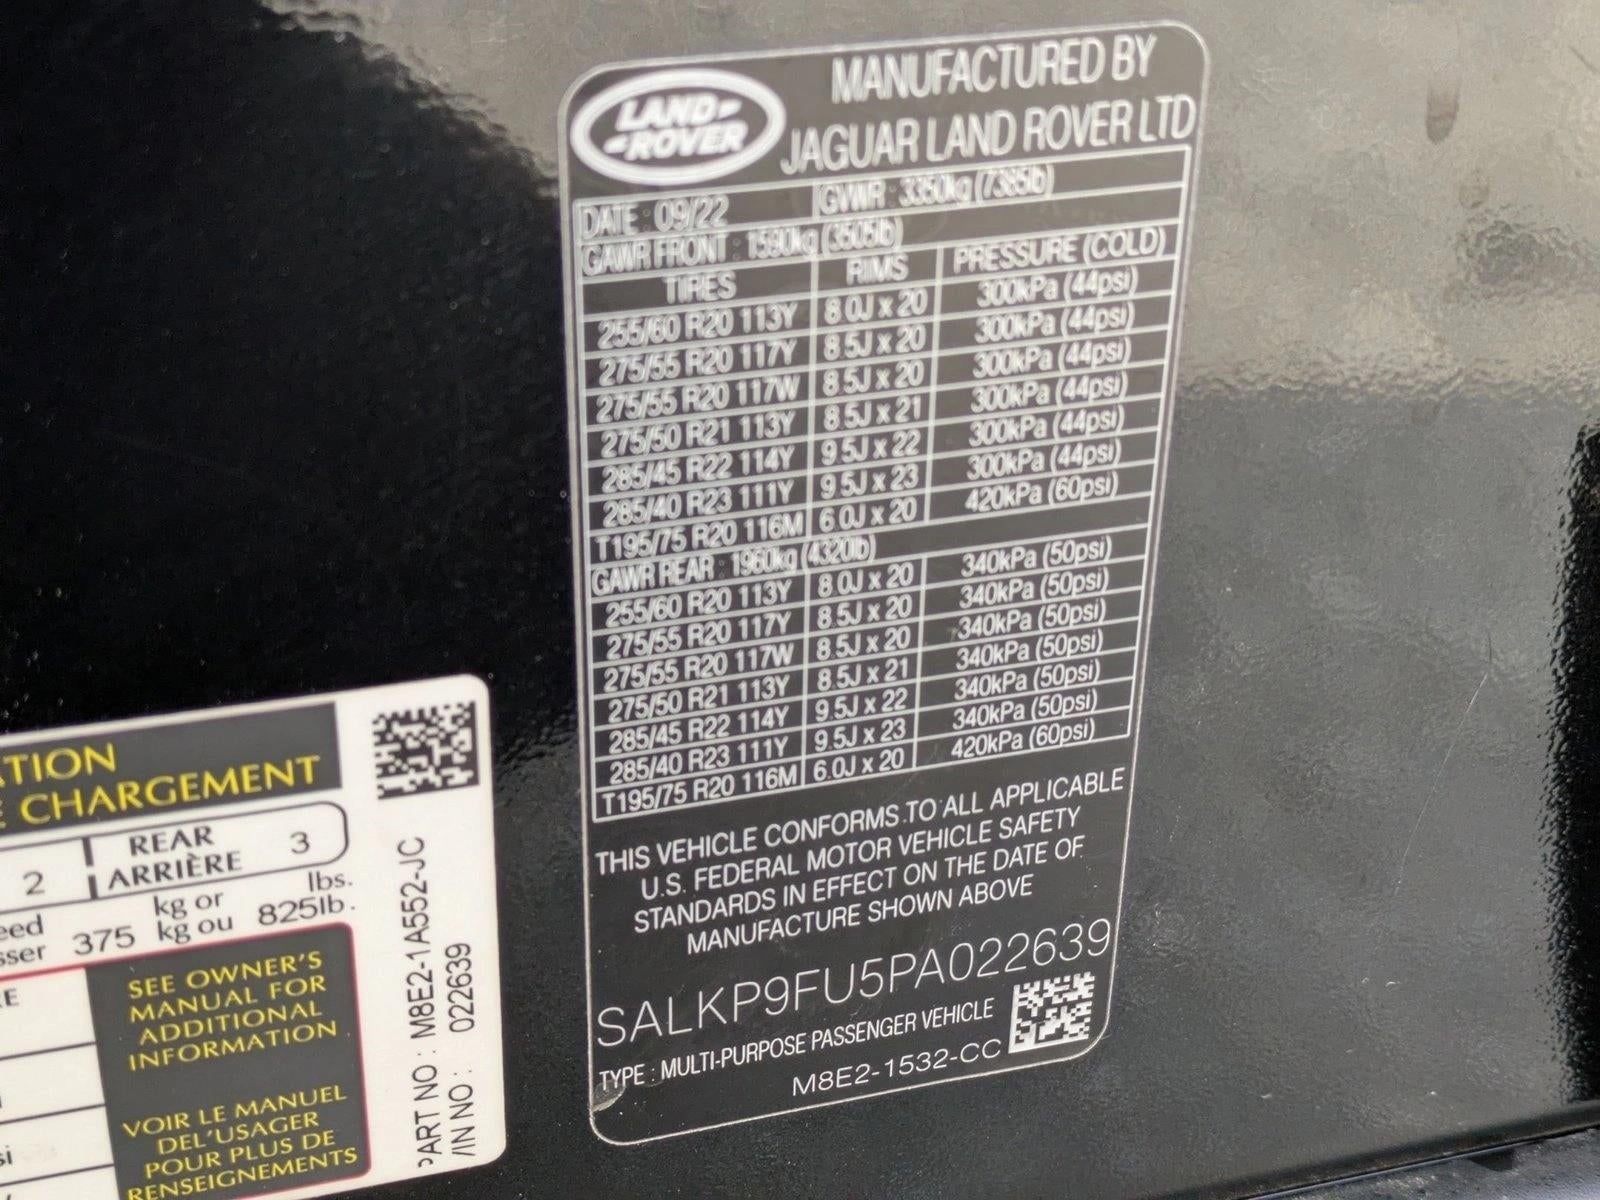 LAND-
-ROVER
MANUFACTURED BY
JAGUAR LAND ROVER LTD
DATE : 09/22 GVWR : 3350kg (7385lb)
GAWR FRONT : 1590kg (3505lb)
TIRES RIMS PRESSURE (COLD)
255/60 R20 113Y 8.0J x 20 300kPa (44psi)
275/55 R20 117Y 8.5J x 20 300kPa (44psi)
275/55 R20 117W 8.5J x 20 300kPa (44psi)
275/50 R21 113Y 8.5J x 21 300kPa (44psi)
285/45 R22 114Y 9.5J x 22 300kPa (44psi)
285/40 R23 111Y 9.5J x 23 300kPa (44psi)
T195/75 R20 116M 6.0J x 20 420kPa (60psi)
GAWR REAR : 1960kg (4320lb)
255/60 R20 113Y 8.0J x 20 340kPa (50psi)
275/55 R20 117Y 8.5J x 20 340kPa (50psi)
275/55 R20 117W 8.5J x 20 340kPa (50psi)
275/50 R21 113Y 8.5J x 21 340kPa (50psi)
285/45 R22 114Y 9.5J x 22 340kPa (50psi)
285/40 R23 111Y 9.5J x 23 340kPa (50psi)
T195/75 R20 116M 6.0J x 20 420kPa (60psi)
THIS VEHICLE CONFORMS TO ALL APPLICABLE
U.S. FEDERAL MOTOR VEHICLE SAFETY
STANDARDS IN EFFECT ON THE DATE OF
MANUFACTURE SHOWN ABOVE
SALKP9FU5PA022639
TYPE : MULTI-PURPOSE PASSENGER VEHICLE
M8E2-1532-CC
CHARGEMENT
2 REAR 3
ARRIÈRE
375 kg or lbs.
kg ou 825lb.
SEE OWNER'S
MANUAL FOR
ADDITIONAL
INFORMATION
VOIR LE MANUEL
DEL'USAGER
POUR PLUS DE
RENSEIGNEMENTS
PART NO : M8E2-1A552-JC
VIN NO : 022639